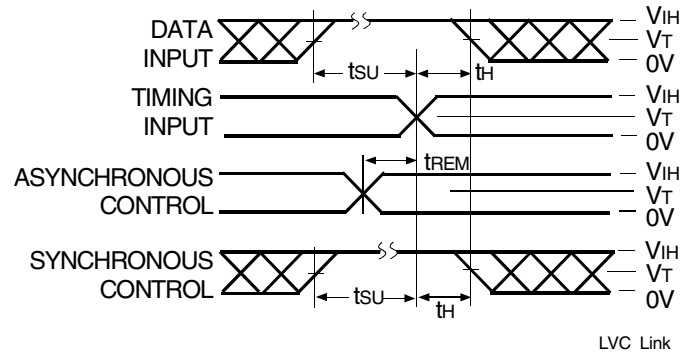 DATA
INPUT
tSU
tH
VIH
VT
0V
TIMING
INPUT
VIH
VT
0V
tREM
ASYNCHRONOUS
CONTROL
VIH
VT
0V
SYNCHRONOUS
CONTROL
tSU
tH
VIH
VT
0V
LVC Link